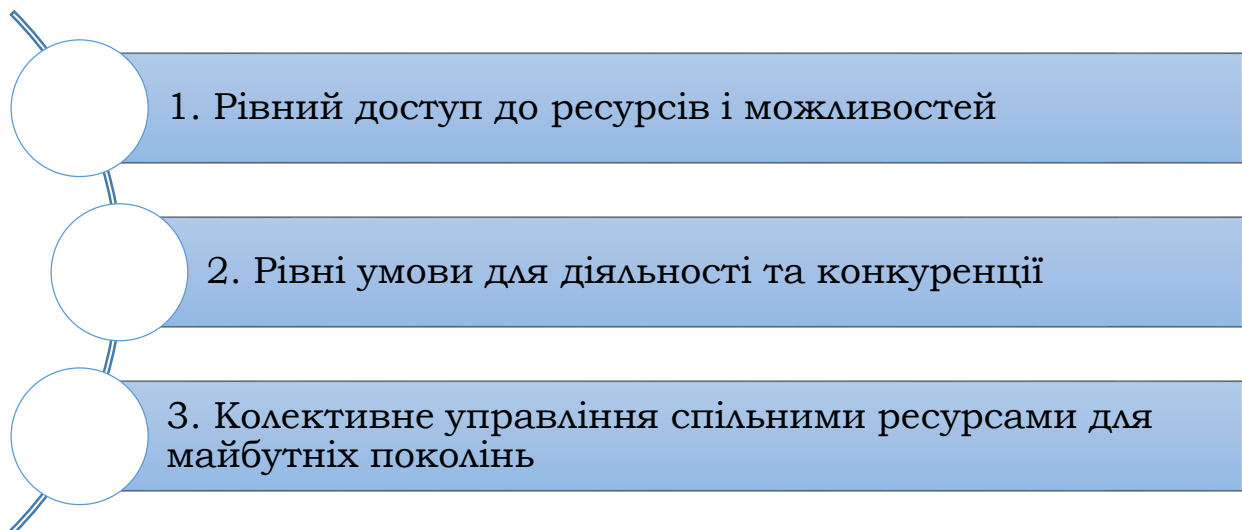 1. Рівний доступ до ресурсів і можливостей
2. Рівні умови для діяльності та конкуренції
3. Колективне управління спільними ресурсами для
майбутніх поколінь